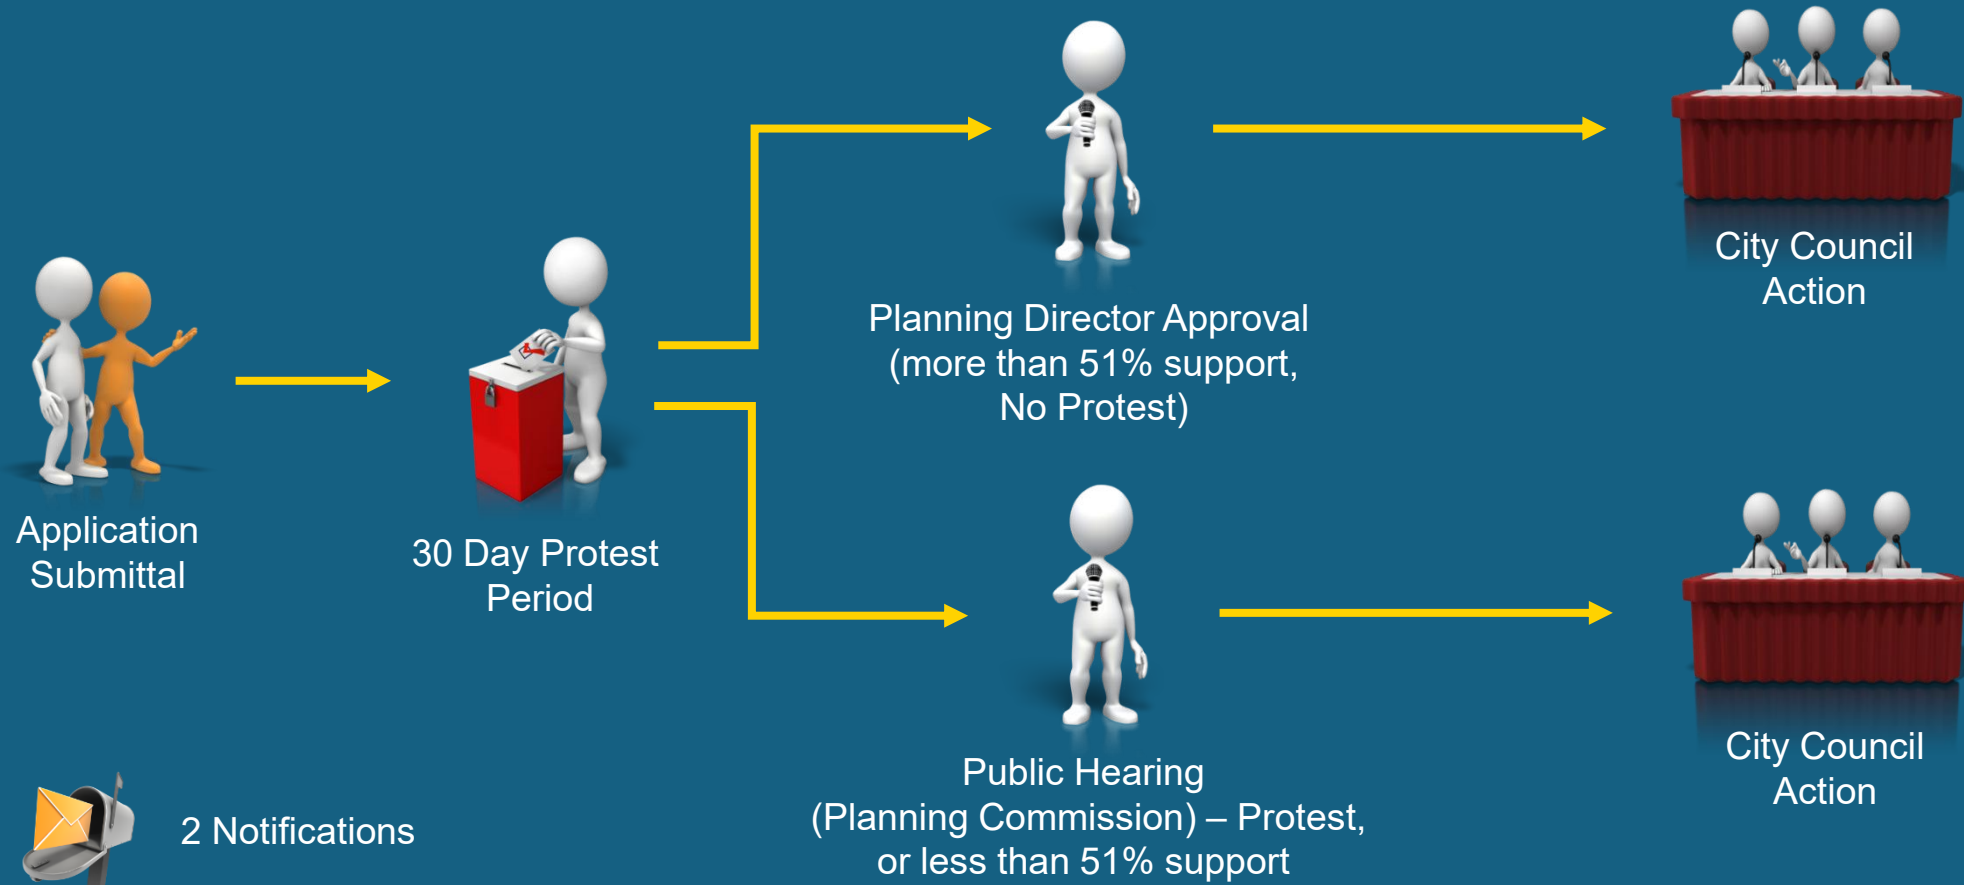 Application
Submittal
30 Day Protest
Period
Planning Director Approval
(more than 51% support,
No Protest)
City Council
Action
Public Hearing
(Planning Commission) – Protest,
or less than 51% support
City Council
Action
2 Notifications